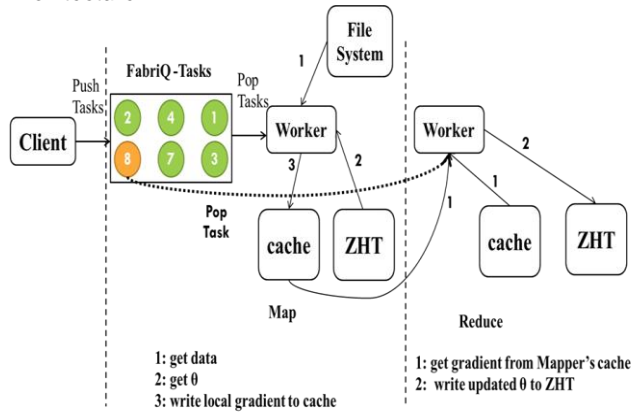 File
System
FabriQ-Tasks
Push
Tasks
Pop
Tasks
1
2
4
1
8
7
3
Client
Worker
Worker
3
2
2
1
1
Pop
Task
cache
ZHT
cache
ZHT
Map
Reduce
1: get data
2: get θ
3: write local gradient to cache
1: get gradient from Mapper's cache
2: write updated θ to ZHT